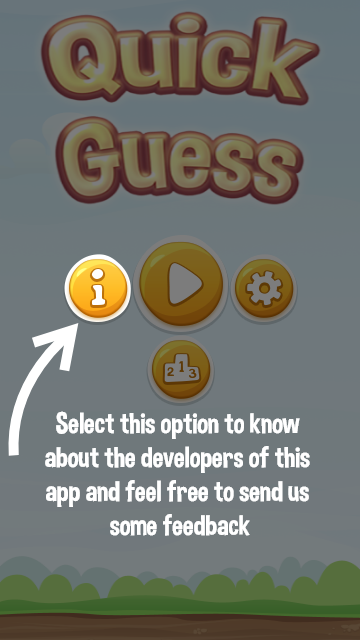 Quick
Guess
i
2 1 3
Select this option to know
about the developers of this
app and feel free to send us
some feedback